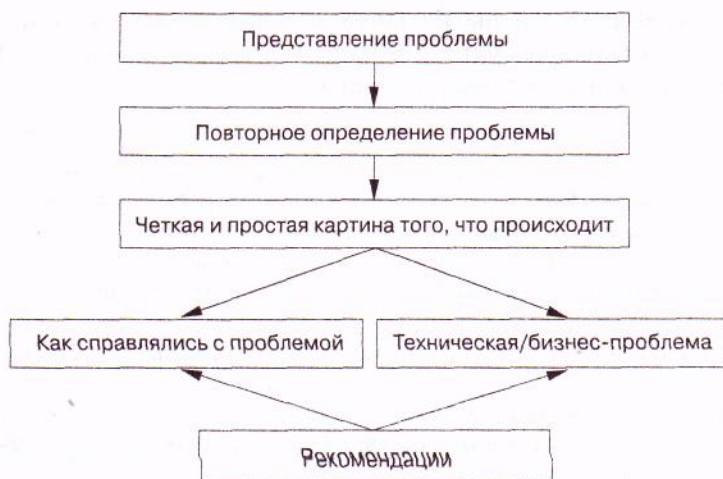 Представление проблемы
Повторное определение проблемы
Четкая и простая картина того, что происходит
Как справлялись с проблемой
Техническая/бизнес-проблема
Рекомендации